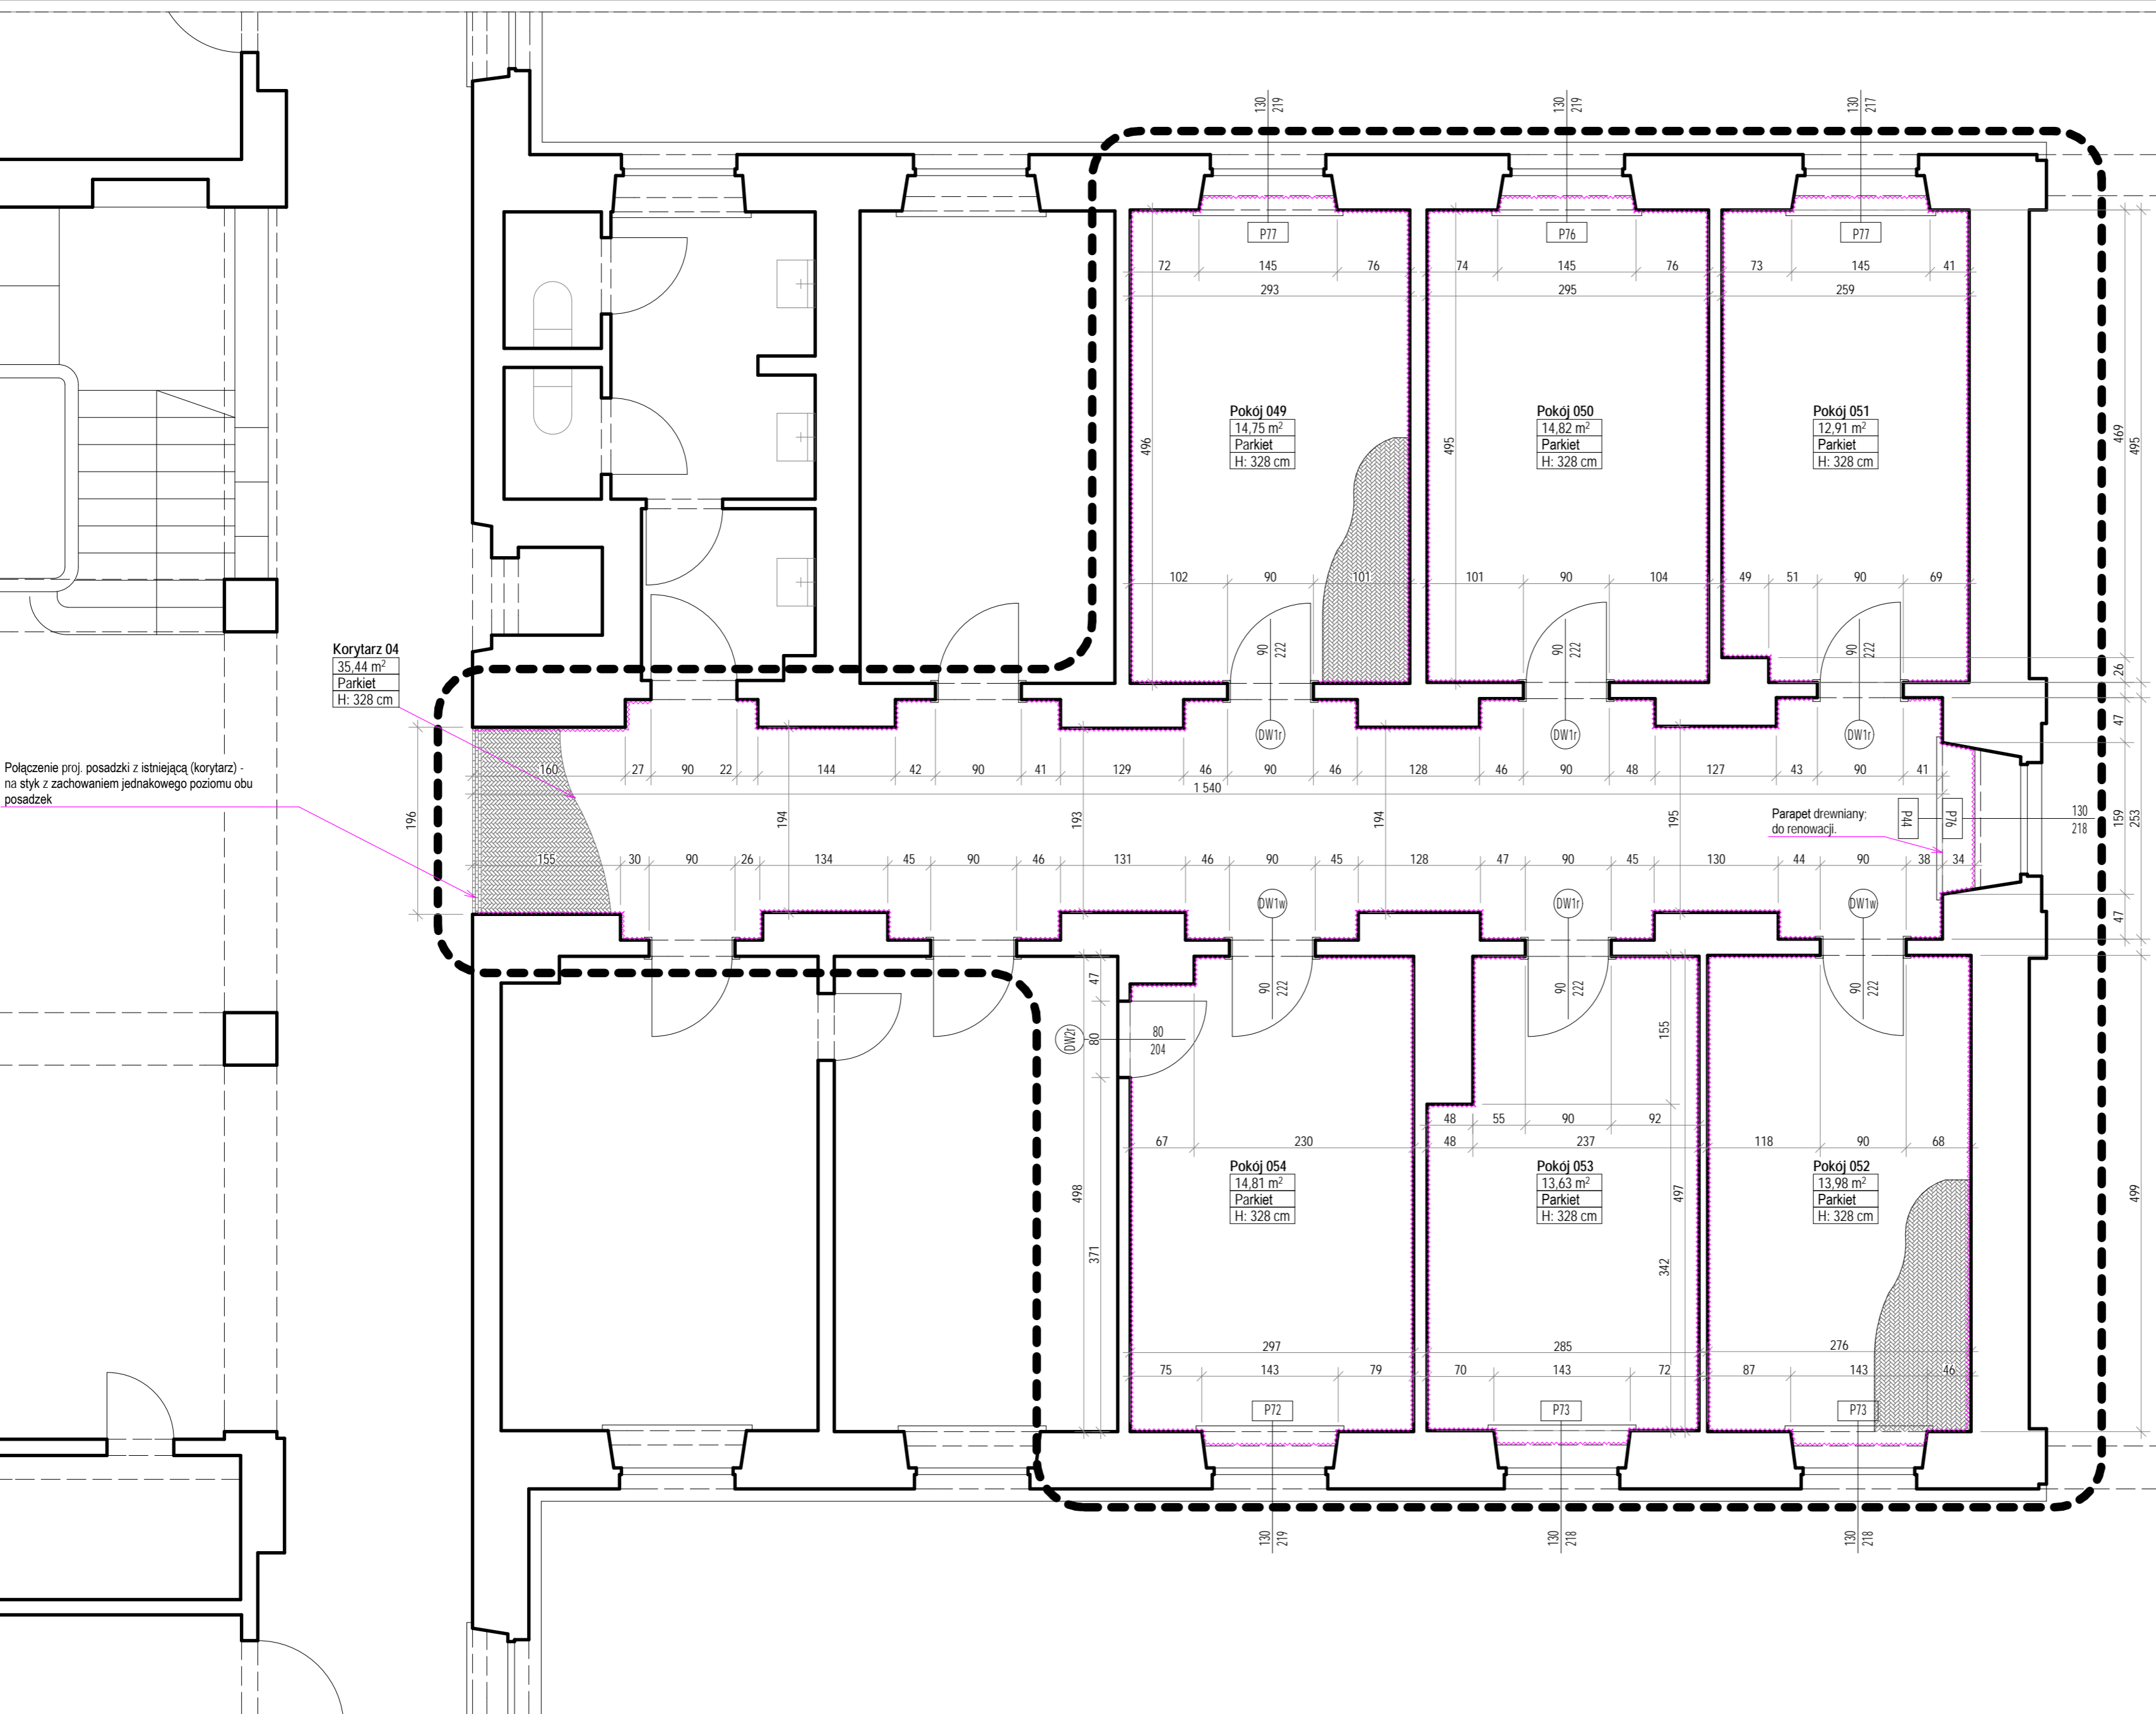 130
219
130
219
130
217
P77
P76
P77
72
145
76
74
145
76
73
145
41
293
295
259
Pokój 049
14,75 m²
Parkiet
H: 328 cm
Pokój 050
14,82 m²
Parkiet
H: 328 cm
Pokój 051
12,91 m²
Parkiet
H: 328 cm
496
495
469
495
102
90
101
101
90
104
49
51
90
69
90
222
90
222
90
222
26
47
Korytarz 04
35,44 m²
Parkiet
H: 328 cm
DW1r
DW1r
DW1r
Połączenie proj. posadzki z istniejącą (korytarz) -
na styk z zachowaniem jednakowego poziomu obu
posadzek
160
27
90
22
144
42
90
41
129
46
90
46
128
46
90
48
127
43
90
41
1 540
196
194
193
194
195
Parapet drewniany:
do renowacji.
P44
P76
130
218
159
253
155
30
90
26
134
45
90
46
131
46
90
45
128
47
90
45
130
44
90
38
34
DW1w
DW1r
DW1w
47
47
90
222
90
222
90
222
DW2r
80
80
204
155
48
55
90
92
67
230
48
237
118
90
68
Pokój 054
14,81 m²
Parkiet
H: 328 cm
Pokój 053
13,63 m²
Parkiet
H: 328 cm
Pokój 052
13,98 m²
Parkiet
H: 328 cm
498
371
497
342
499
297
285
276
75
143
79
70
143
72
87
143
46
P72
P73
P73
130
219
130
218
130
218